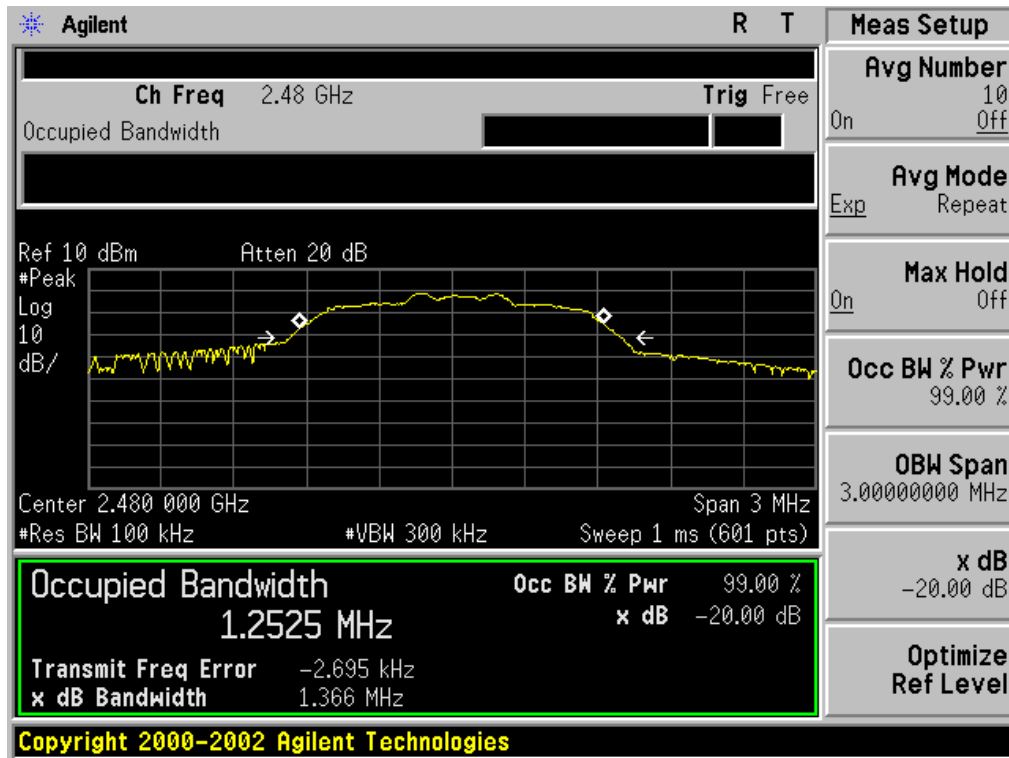 Agilent R T
Ch Freq 2.48 GHz Trig Free
Occupied Bandwidth
Ref 10 dBm Atten 20 dB
#Peak
Log
10
dB/
Center 2.480 000 GHz Span 3 MHz
#Res BW 100 kHz #VBW 300 kHz Sweep 1 ms (601 pts)
Occupied Bandwidth Occ BW % Pwr 99.00 %
1.2525 MHz x dB -20.00 dB
Transmit Freq Error -2.695 kHz
x dB Bandwidth 1.366 MHz
Copyright 2000-2002 Agilent Technologies
Meas Setup
Avg Number
10
On Off
Avg Mode
Exp Repeat
Max Hold
On Off
Occ BW % Pwr
99.00 %
OBW Span
3.00000000 MHz
x dB
-20.00 dB
Optimize
Ref Level